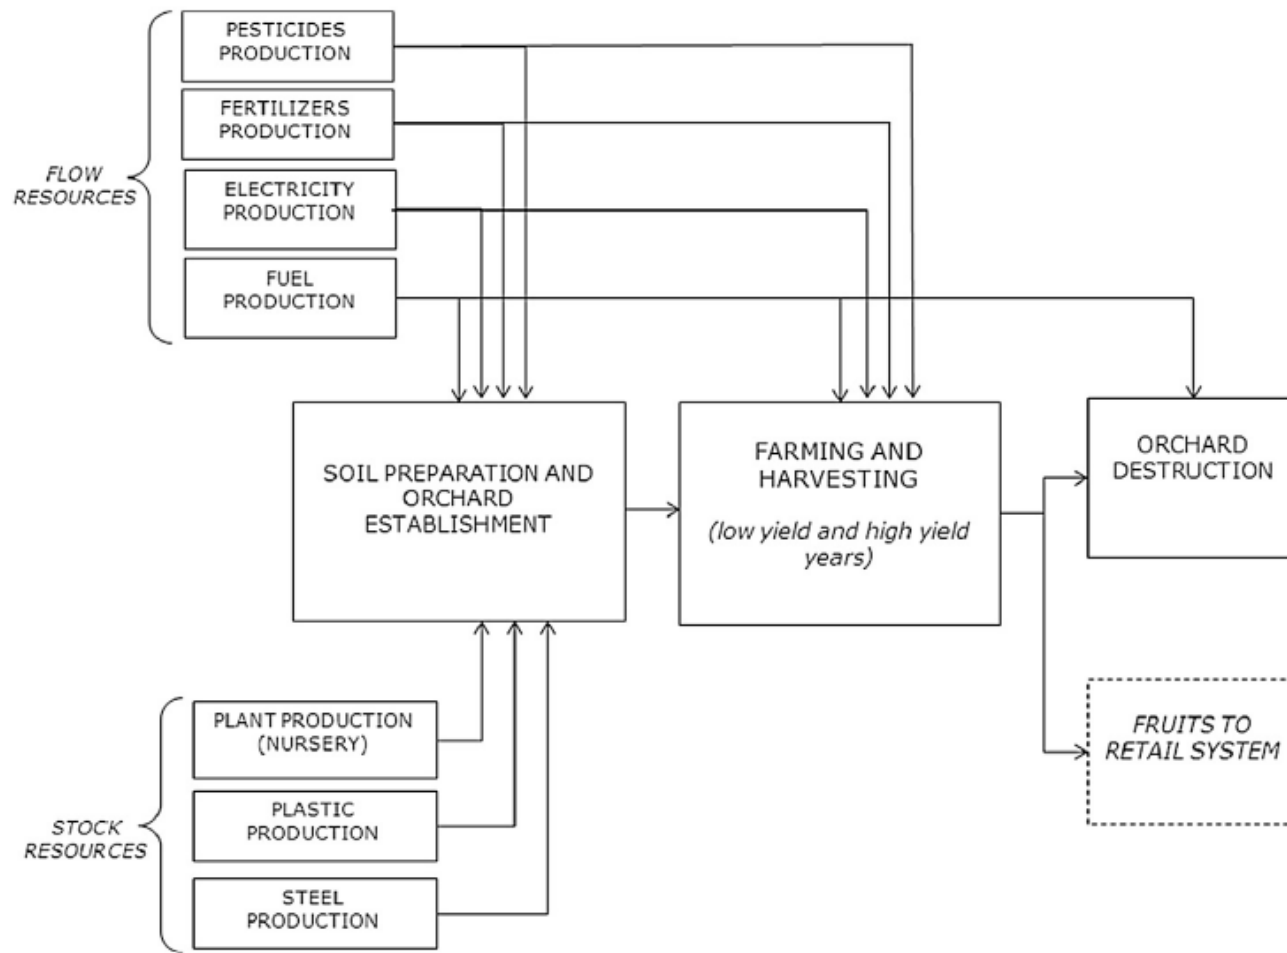 PESTICIDES
PRODUCTION
FERTILIZERS
PRODUCTION
FLOW
RESOURCES
ELECTRICITY
PRODUCTION
FUEL
PRODUCTION
SOIL PREPARATION AND
ORCHARD
ESTABLISHMENT
FARMING AND
HARVESTING
(low yield and high yield
years)
ORCHARD
DESTRUCTION
PLANT PRODUCTION
(NURSERY)
FRUITS TO
RETAIL SYSTEM
STOCK
RESOURCES
PLASTIC
PRODUCTION
STEEL
PRODUCTION